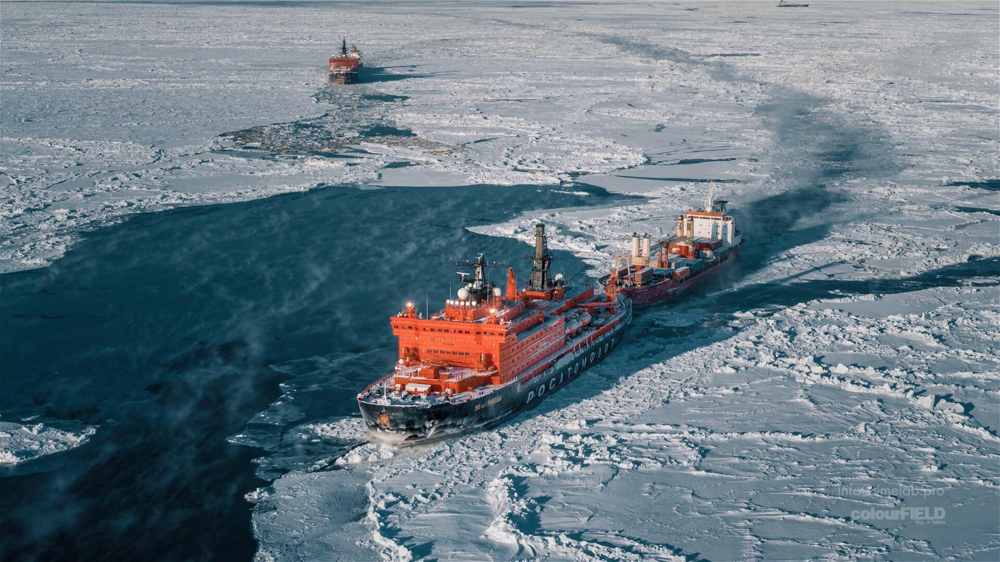 50 ЛЕТ ПОБЕДЫ
РОСАТОМФЛОТ
info@timelab.pro
colourFIELD
TELL A VISION